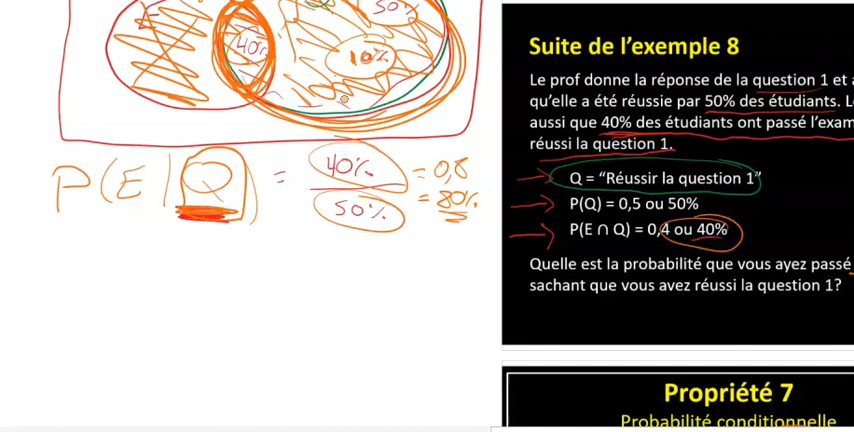 50%
40%
10%
P(E | Q) = 40% / 50% = 0,8
= 80%
Suite de l’exemple 8
Le prof donne la réponse de la question 1 et
qu’elle a été réussie par 50% des étudiants.
aussi que 40% des étudiants ont passé l’exam
réussi la question 1.
Q = “Réussir la question 1”
P(Q) = 0,5 ou 50%
P(E ∩ Q) = 0,4 ou 40%
Quelle est la probabilité que vous ayez passé
sachant que vous avez réussi la question 1?
Propriété 7
Probabilité conditionnelle